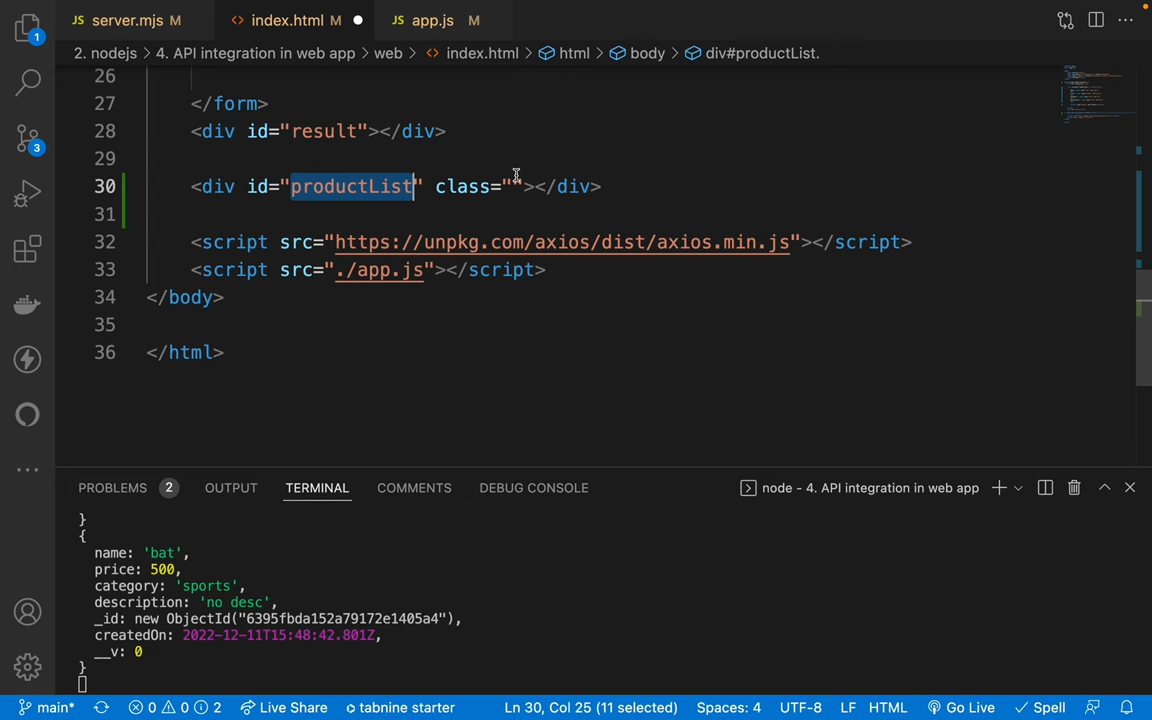 JS server.mjs M
<> index.html M
JS app.js M
2. nodejs > 4. API integration in web app > web > <> index.html > html > body > div#productList.
26
27 </form>
28 <div id="result"></div>
29
30 <div id="productList" class=""></div>
31
32 <script src="https://unpkg.com/axios/dist/axios.min.js"></script>
33 <script src="./app.js"></script>
34 </body>
35
36 </html>
1
3
PROBLEMS 2 OUTPUT TERMINAL COMMENTS DEBUG CONSOLE node - 4. API integration in web app
}
{
name: 'bat',
price: 500,
category: 'sports',
description: 'no desc',
_id: new ObjectId("6395fbda152a79172e1405a4"),
createdOn: 2022-12-11T15:48:42.801Z,
__v: 0
}
main* 0 0 2 Live Share tabnine starter Ln 30, Col 25 (11 selected) Spaces: 4 UTF-8 LF HTML Go Live Spell